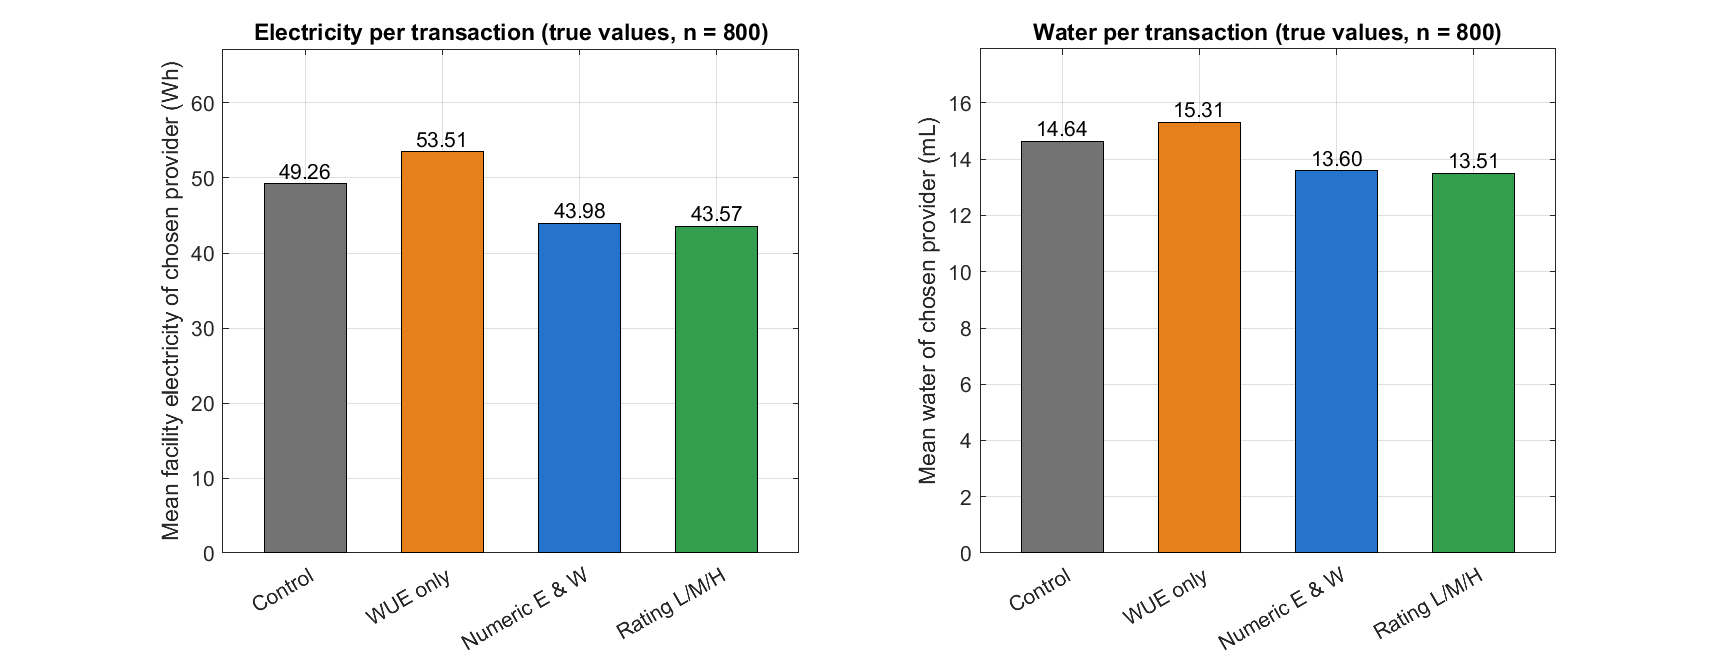 Electricity per transaction (true values, n = 800)
Mean facility electricity of chosen provider (Wh)
60
50
40
30
20
10
0
49.26
53.51
43.98
43.57
Control
WUE only
Numeric E & W
Rating L/M/H
Water per transaction (true values, n = 800)
Mean water of chosen provider (mL)
16
14
12
10
8
6
4
2
0
14.64
15.31
13.60
13.51
Control
WUE only
Numeric E & W
Rating L/M/H